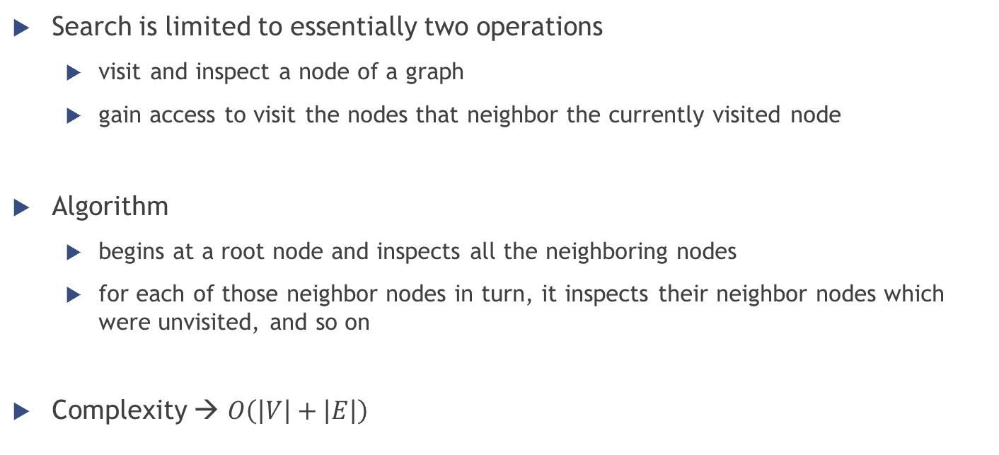 Search is limited to essentially two operations
visit and inspect a node of a graph
gain access to visit the nodes that neighbor the currently visited node
Algorithm
begins at a root node and inspects all the neighboring nodes
for each of those neighbor nodes in turn, it inspects their neighbor nodes which
were unvisited, and so on
Complexity → O(|V| + |E|)